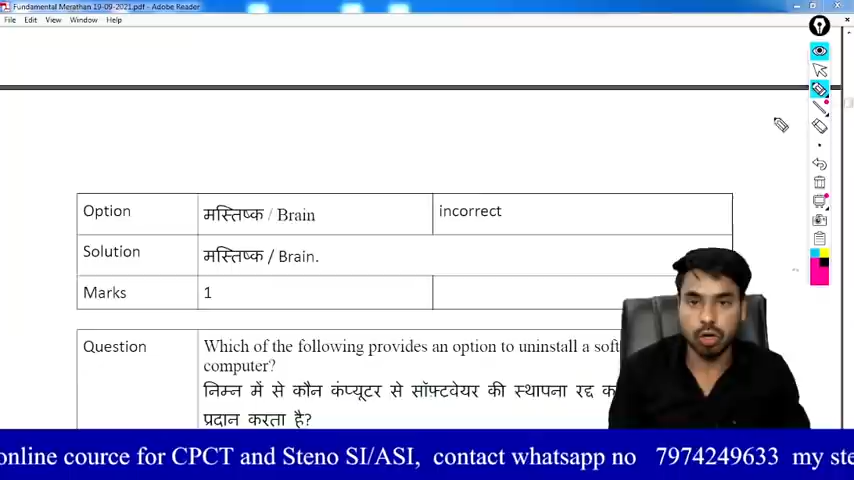 Fundamental Merathan 19-09-2021.pdf - Adobe Reader
File Edit View Window Help
Option मस्तिष्क / Brain incorrect
Solution मस्तिष्क / Brain.
Marks 1
Question Which of the following provides an option to uninstall a soft
computer?
निम्न में से कौन कंप्यूटर से सॉफ़्टवेयर की स्थापना रद्द क
प्रदान करता है?
online cource for CPCT and Steno SI/ASI, contact whatsapp no 7974249633 my ste